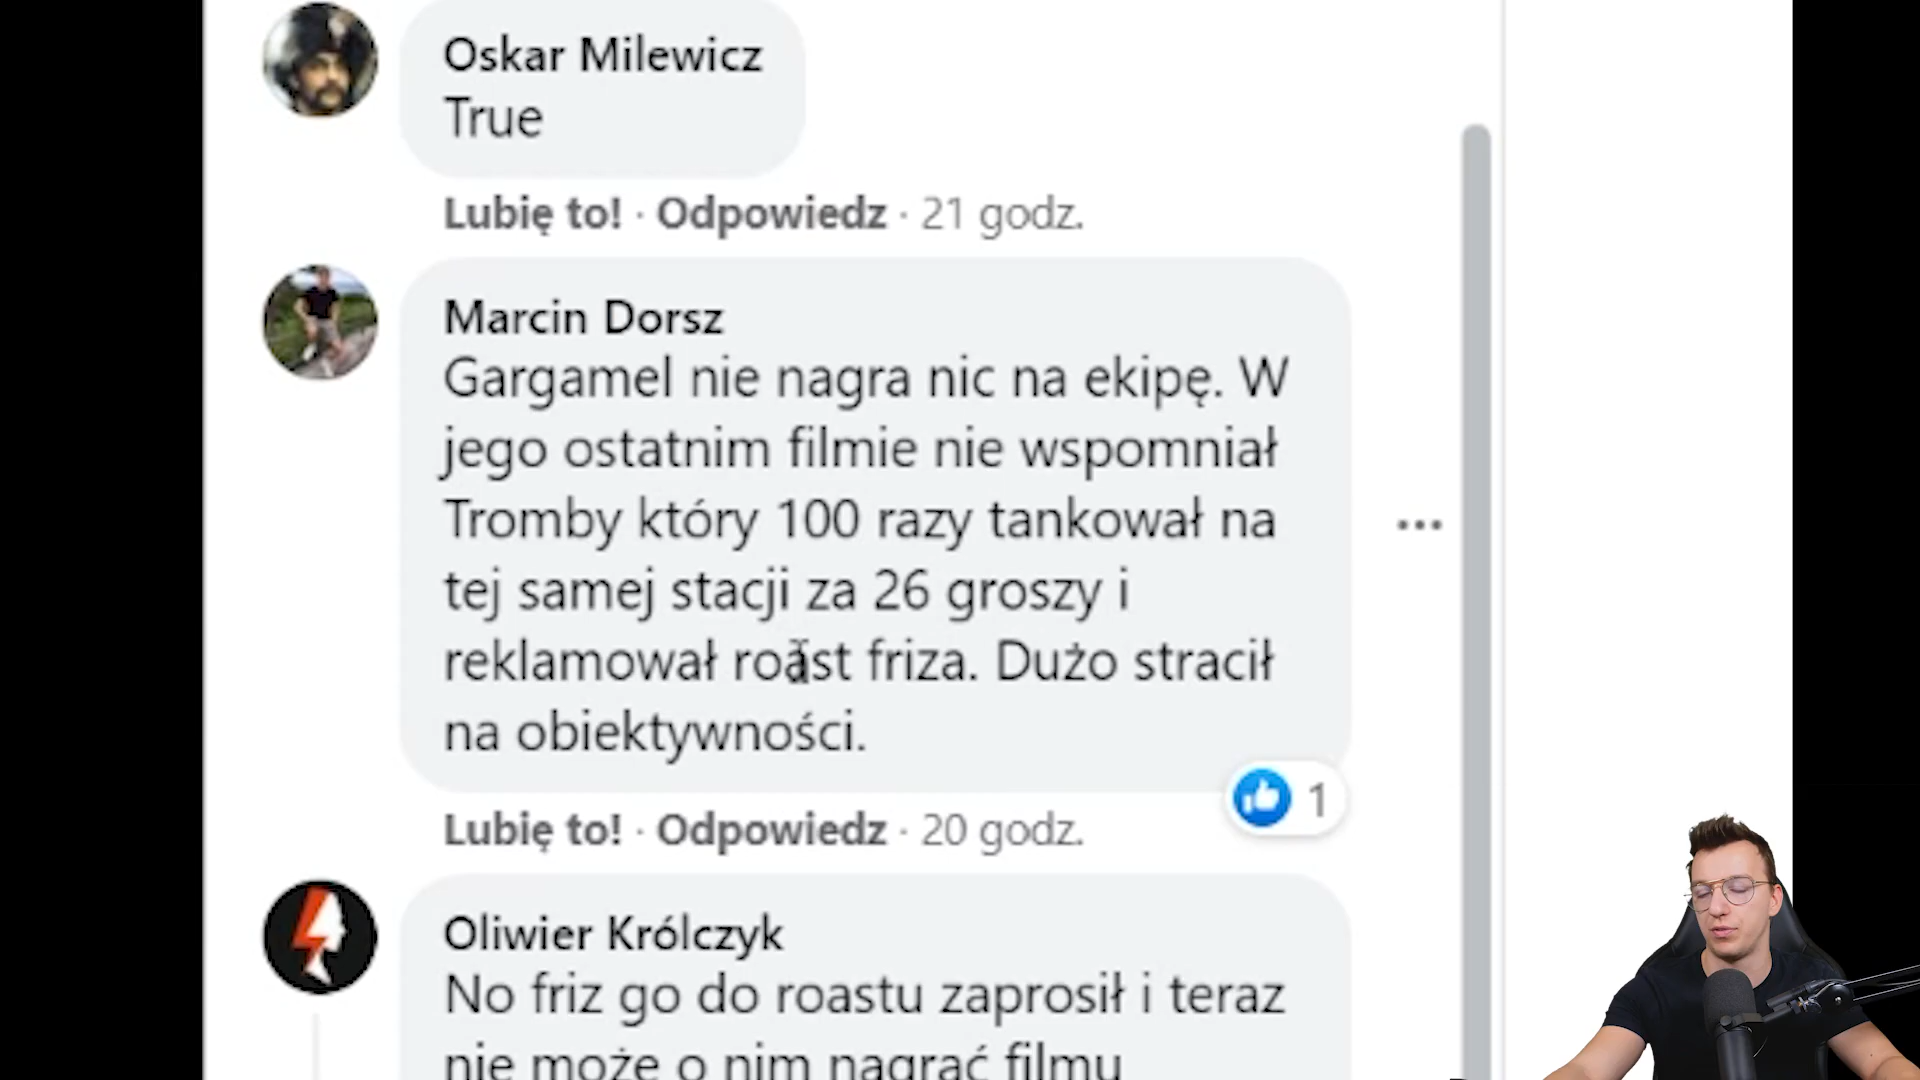 Oskar Milewicz
True
Lubię to! · Odpowiedz · 21 godz.
Marcin Dorsz
Gargamel nie nagra nic na ekipę. W
jego ostatnim filmie nie wspomniał
Tromby który 100 razy tankował na
tej samej stacji za 26 groszy i
reklamował roast friza. Dużo stracił
na obiektywności.
1
Lubię to! · Odpowiedz · 20 godz.
Oliwier Królczyk
No friz go do roastu zaprosił i teraz
nie może o nim nagrać filmu